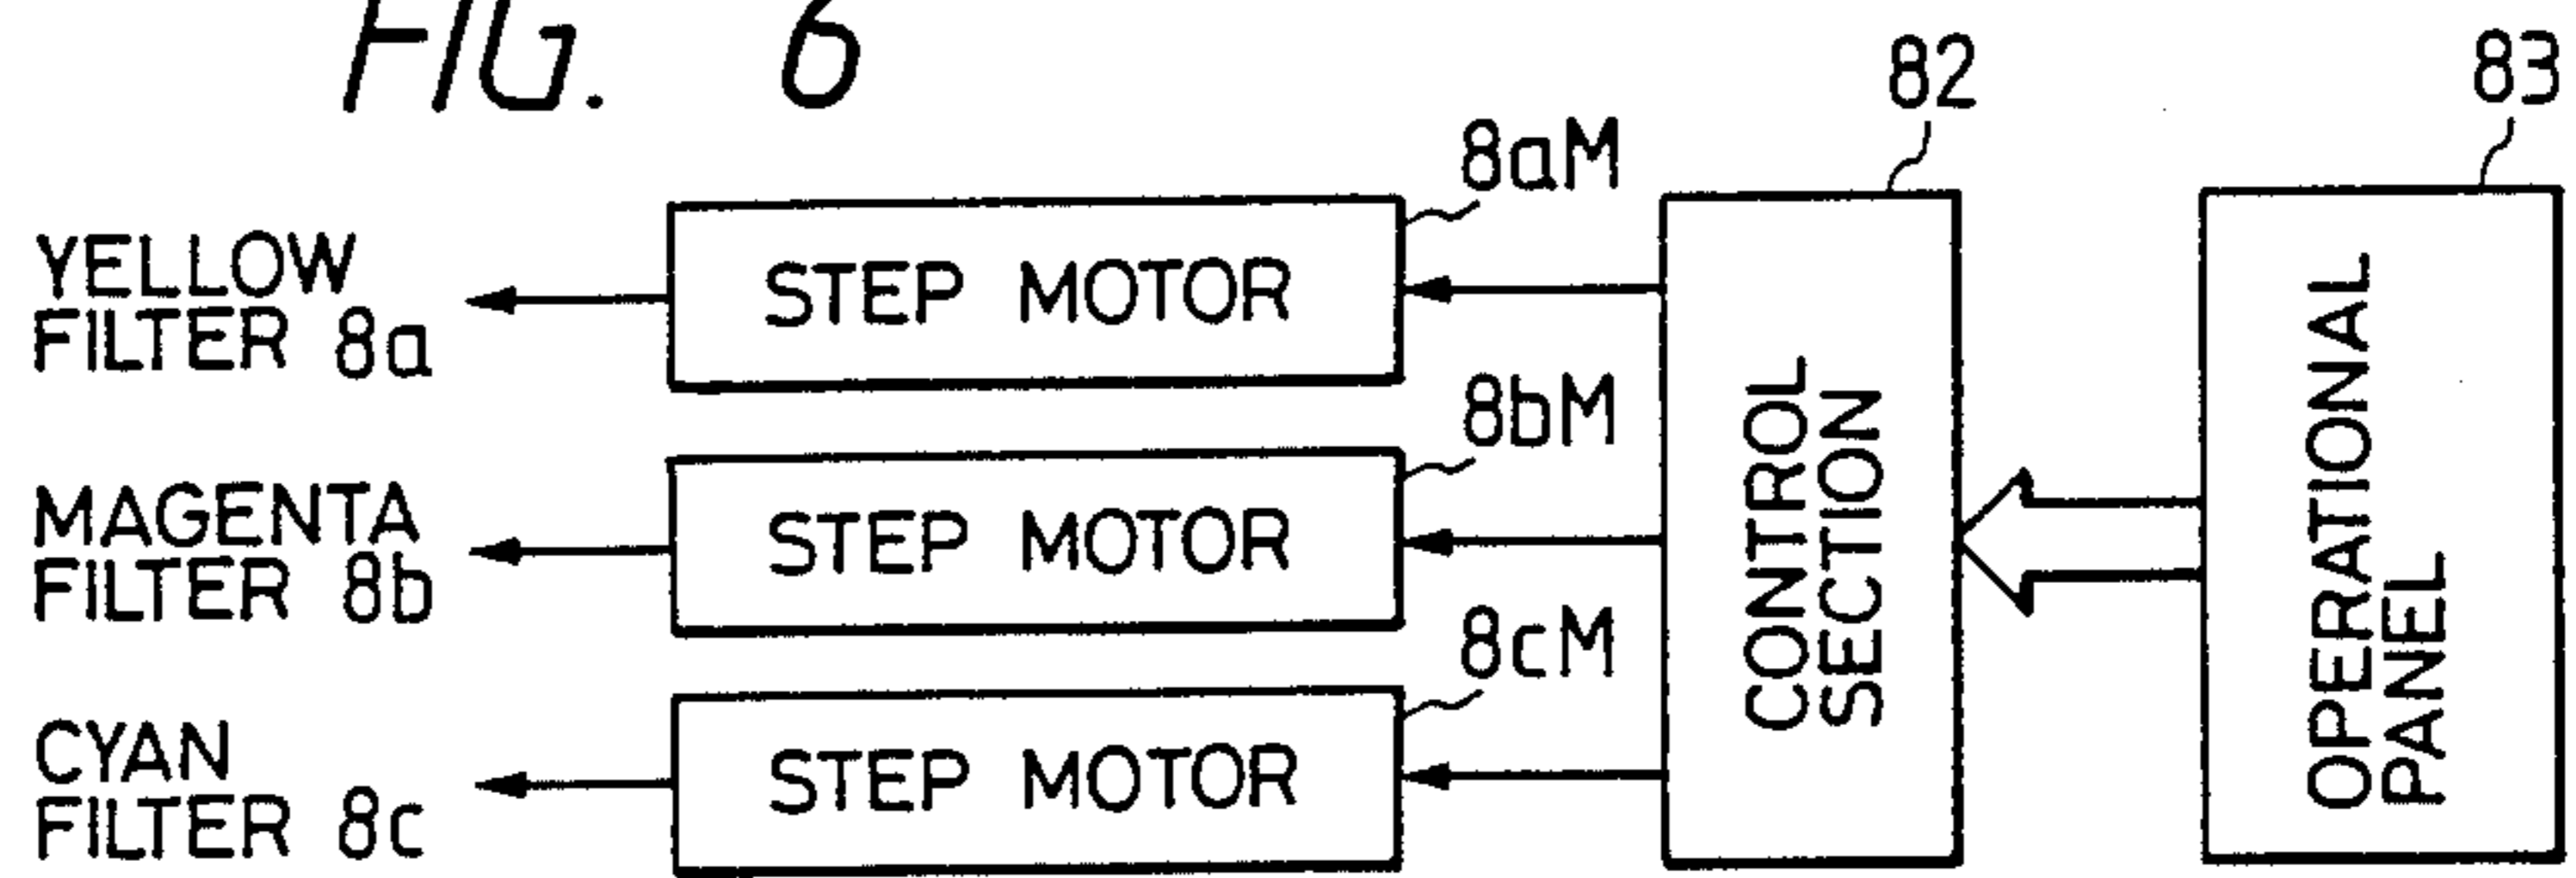 FIG. 6
82
83
8aM
YELLOW
FILTER 8a
STEP MOTOR
8bM
MAGENTA
FILTER 8b
STEP MOTOR
8cM
CYAN
FILTER 8c
STEP MOTOR
CONTROL
SECTION
OPERATIONAL
PANEL